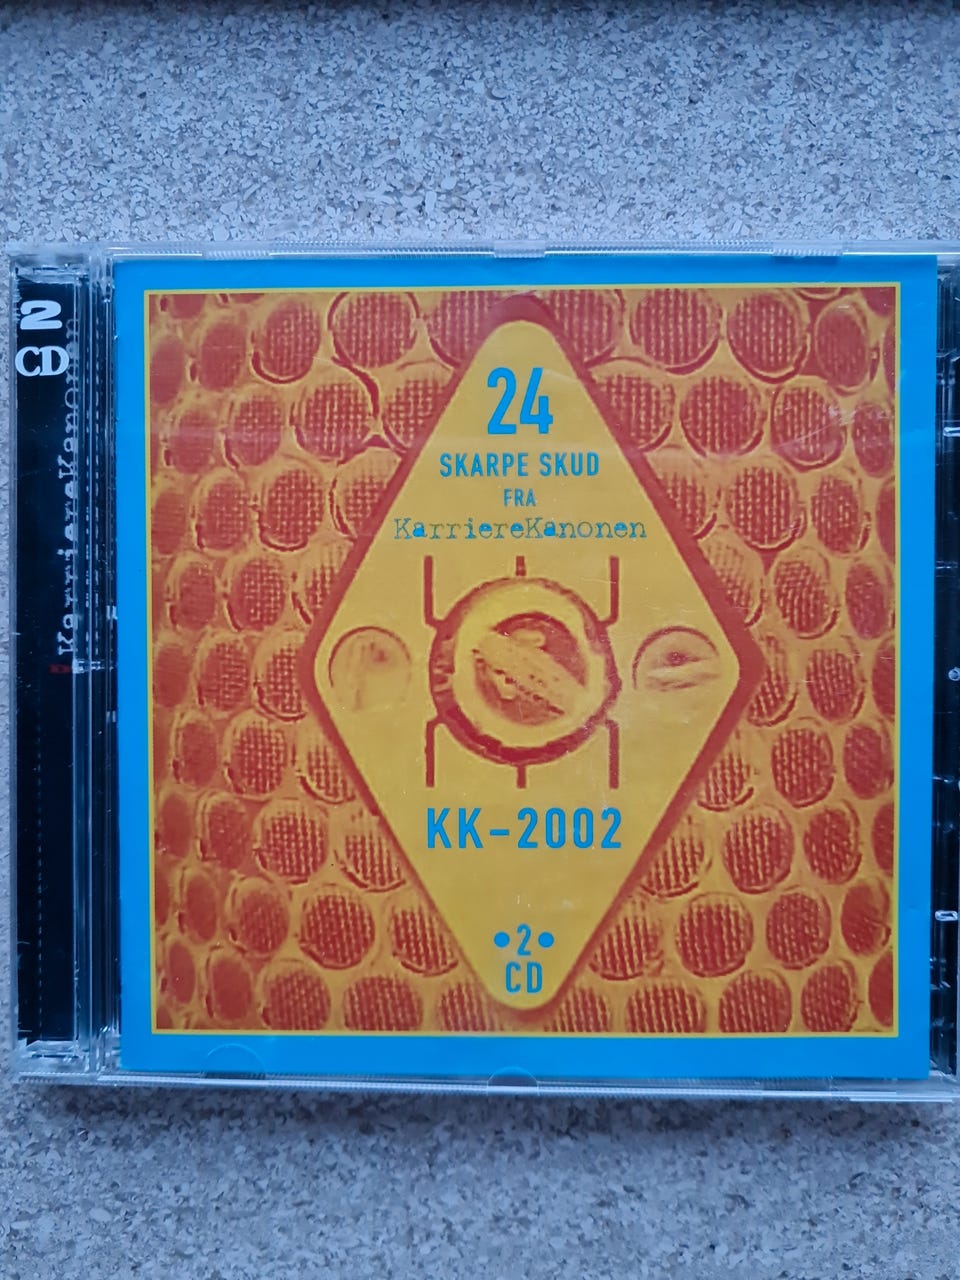 2
CD
KarriereKanonen
24
SKARPE SKUD
FRA
KarriereKanonen
KK-2002
•2•
CD